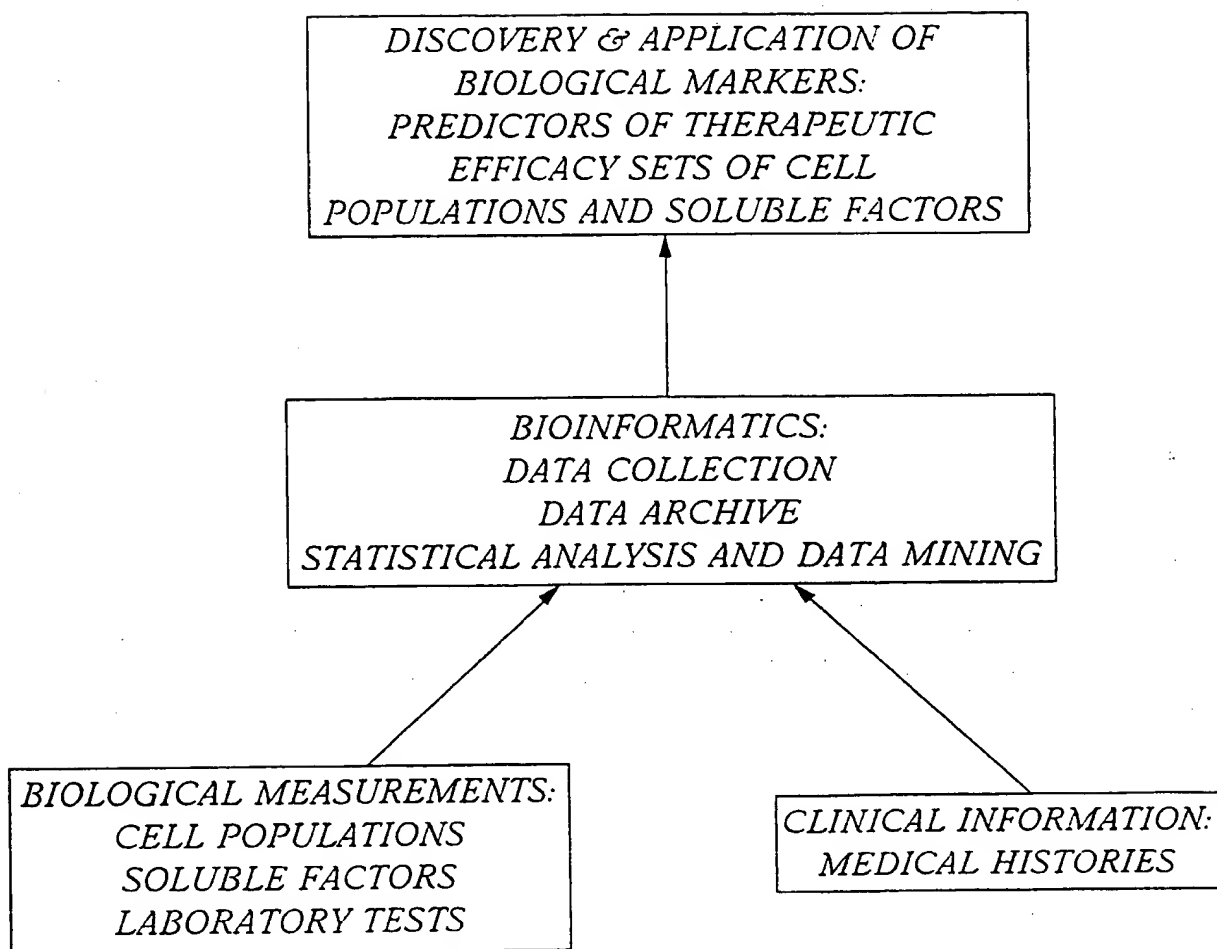 DISCOVERY & APPLICATION OF
BIOLOGICAL MARKERS:
PREDICTORS OF THERAPEUTIC
EFFICACY SETS OF CELL
POPULATIONS AND SOLUBLE FACTORS
BIOINFORMATICS:
DATA COLLECTION
DATA ARCHIVE
STATISTICAL ANALYSIS AND DATA MINING
BIOLOGICAL MEASUREMENTS:
CELL POPULATIONS
SOLUBLE FACTORS
LABORATORY TESTS
CLINICAL INFORMATION:
MEDICAL HISTORIES